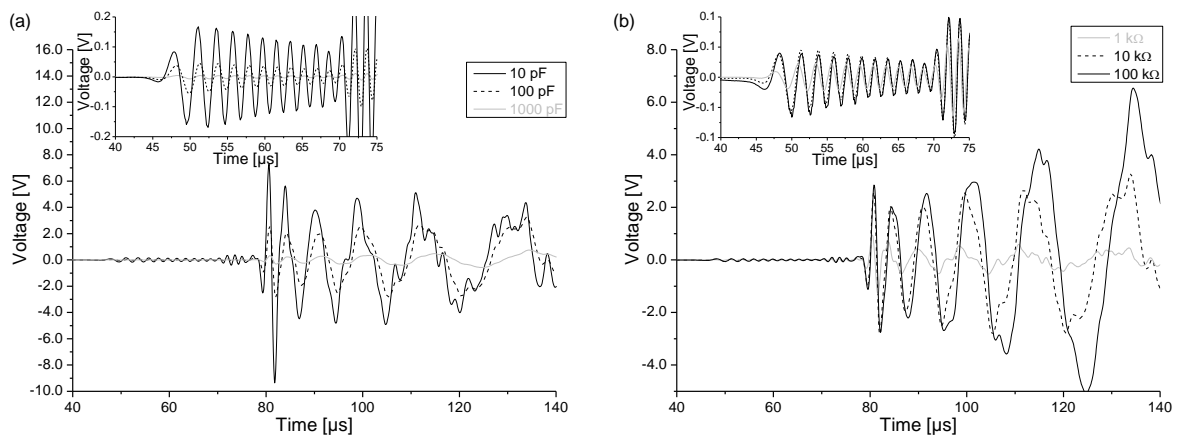 (a)
0.2
0.1
0.0
-0.1
-0.2
Voltage [V]
40 45 50 55 60 65 70 75
Time [µs]
16.0
14.0
12.0
10.0
8.0
6.0
4.0
2.0
0.0
-2.0
-4.0
-6.0
-8.0
-10.0
Voltage [V]
10 pF
100 pF
1000 pF
40 60 80 100 120 140
Time [µs]
(b)
0.1
0.1
0.0
-0.1
-0.1
Voltage [V]
40 45 50 55 60 65 70 75
Time [µs]
8.0
6.0
4.0
2.0
0.0
-2.0
-4.0
Voltage [V]
1 kΩ
10 kΩ
100 kΩ
40 60 80 100 120 140
Time [µs]